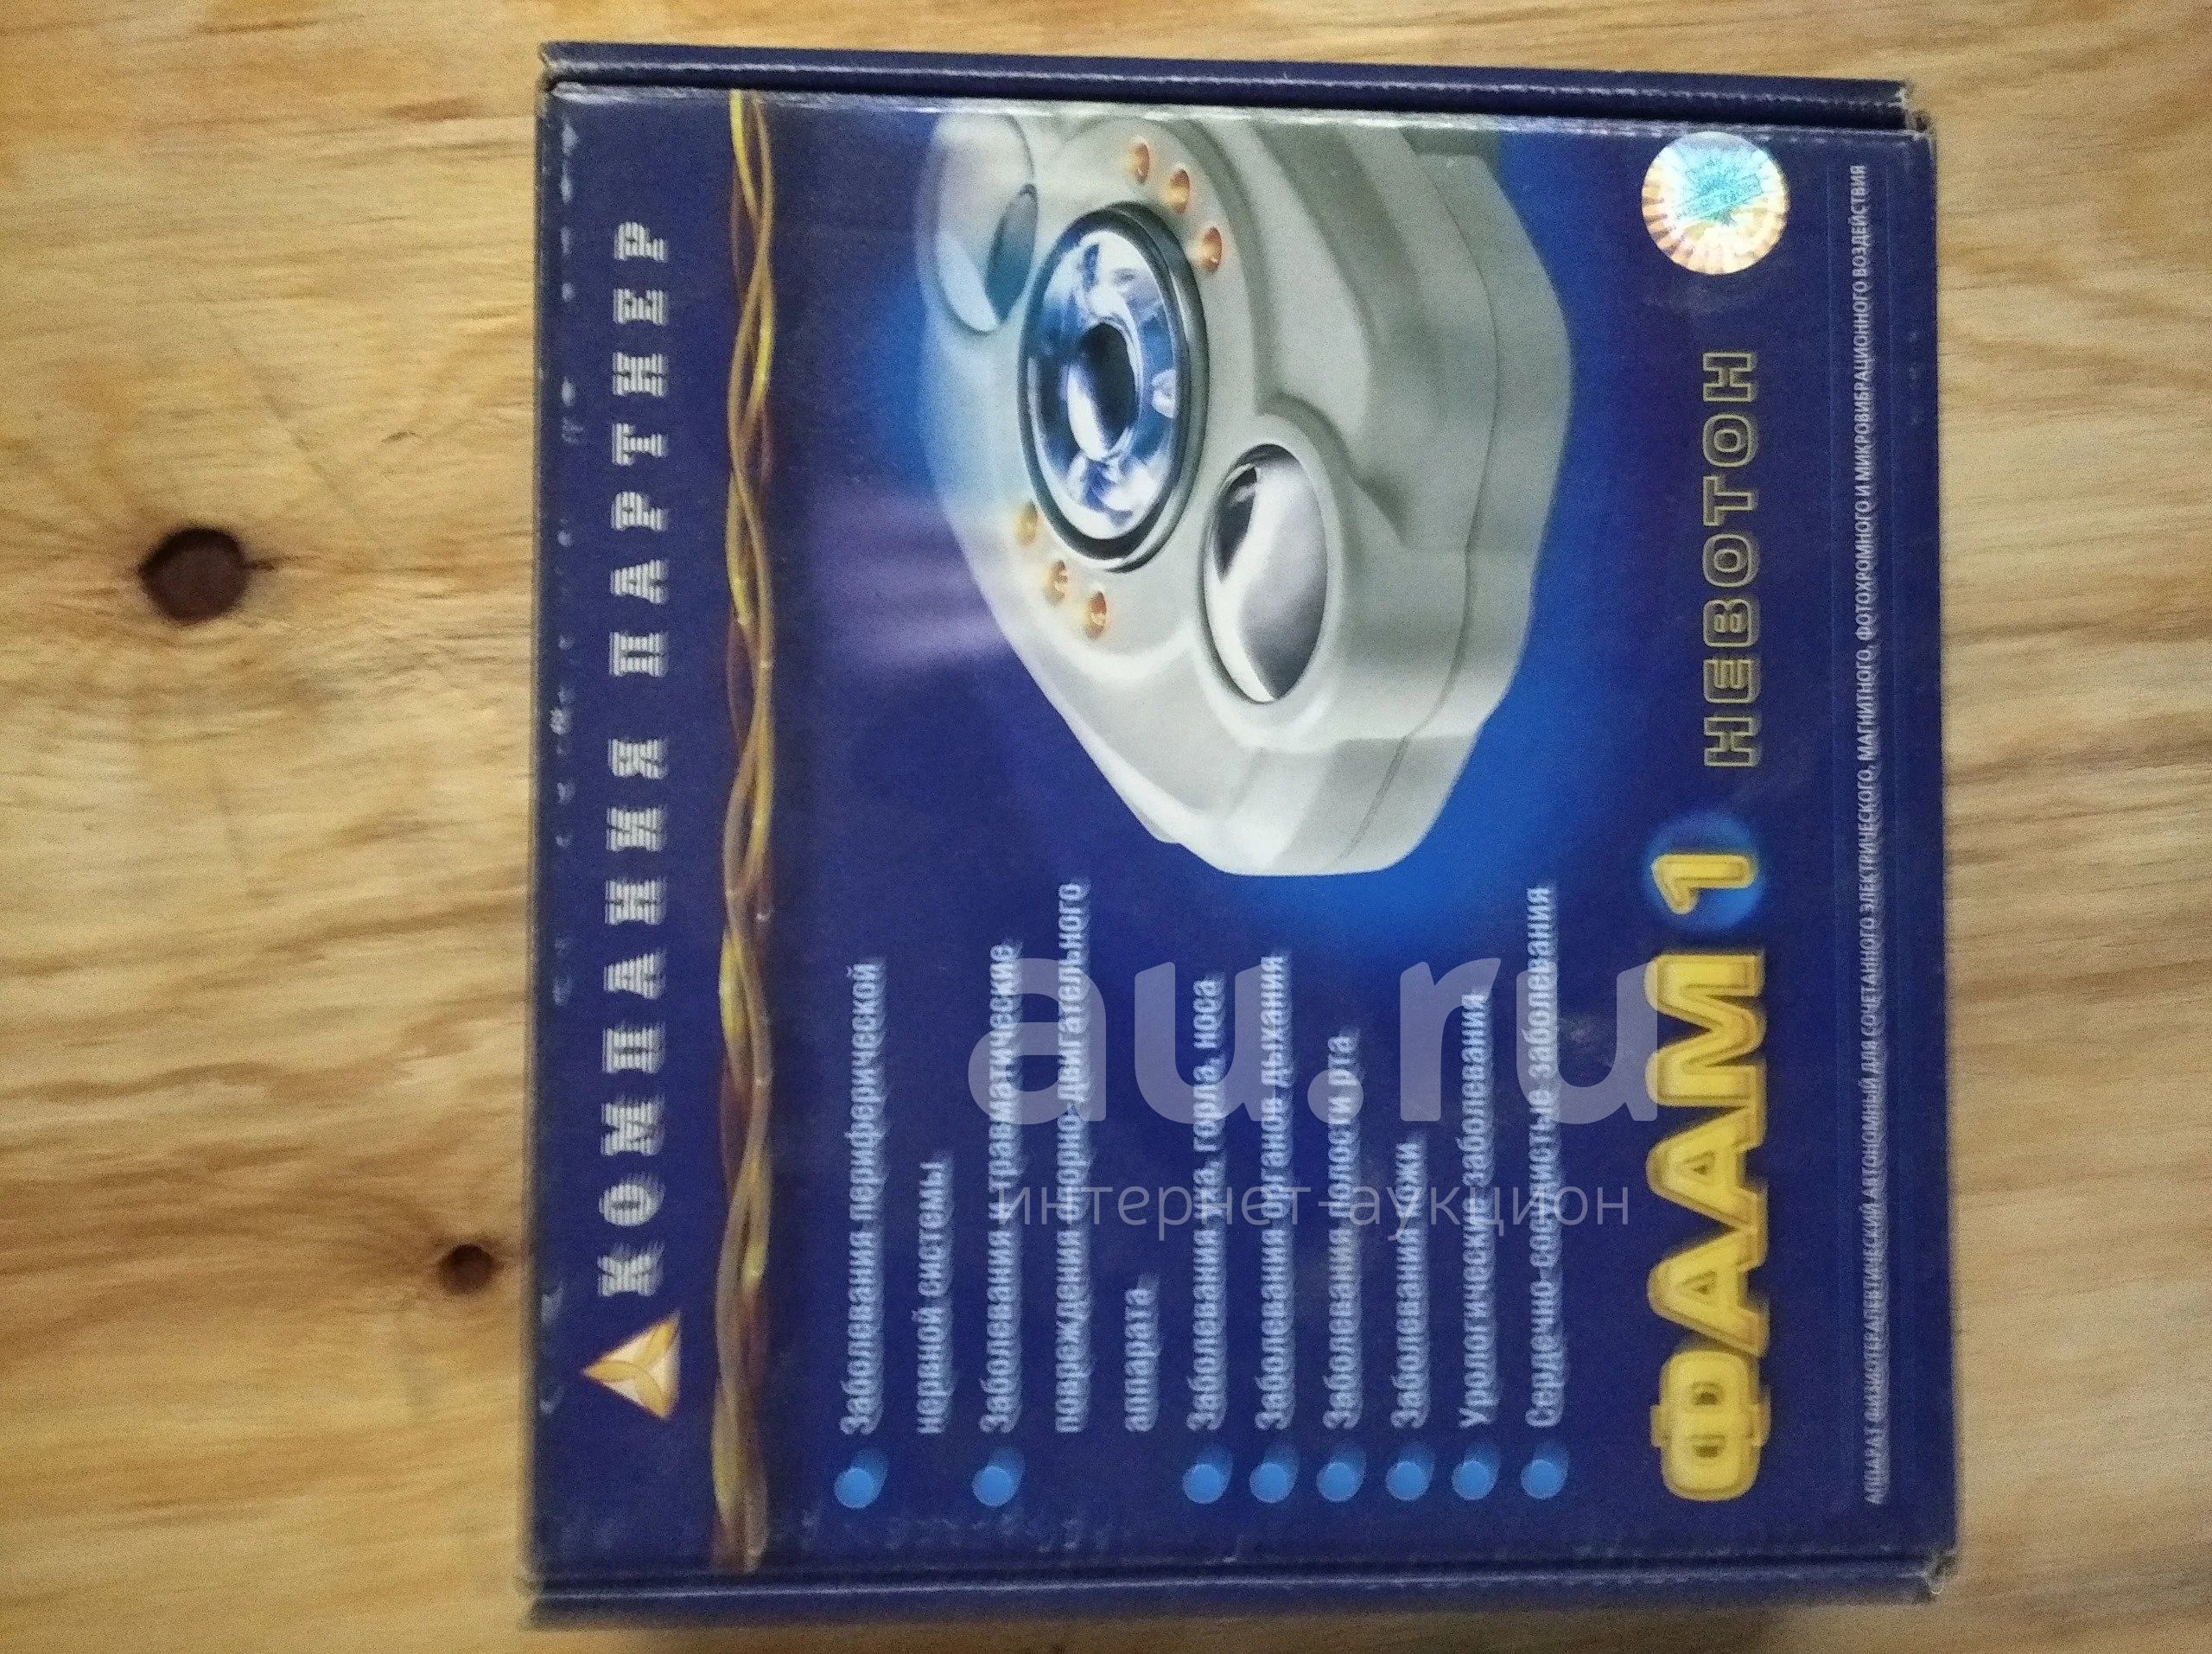 КОМПАНИЯ ПАРТНЕР
Заболевания периферической
нервной системы
Заболевания и травматические
повреждения опорно-двигательного
аппарата
Заболевания уха, горла, носа
Заболевания органов дыхания
Заболевания полости рта
Заболевания кожи
Урологические заболевания
Сердечно-сосудистые заболевания
ФААМ 1 НЕВОТОН
АППАРАТ ФИЗИОТЕРАПЕВТИЧЕСКИЙ АВТОНОМНЫЙ ДЛЯ СОЧЕТАННОГО ЭЛЕКТРИЧЕСКОГО, МАГНИТНОГО, ФОТОХРОМНОГО И МИКРОВИБРАЦИОННОГО ВОЗДЕЙСТВИЯ
au.ru
интернет-аукцион